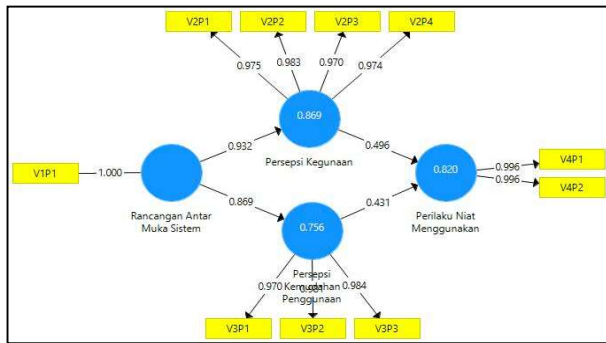 V2P1
V2P2
V2P3
V2P4
0.975
0.983
0.970
0.974
0.869
Persepsi Kegunaan
0.932
0.496
V1P1
1.000
Rancangan Antar
Muka Sistem
0.820
Perilaku Niat
Menggunakan
0.996
0.996
V4P1
V4P2
0.869
0.431
0.756
Persepsi
Kemudahan
Penggunaan
0.970
0.984
V3P1
V3P2
V3P3